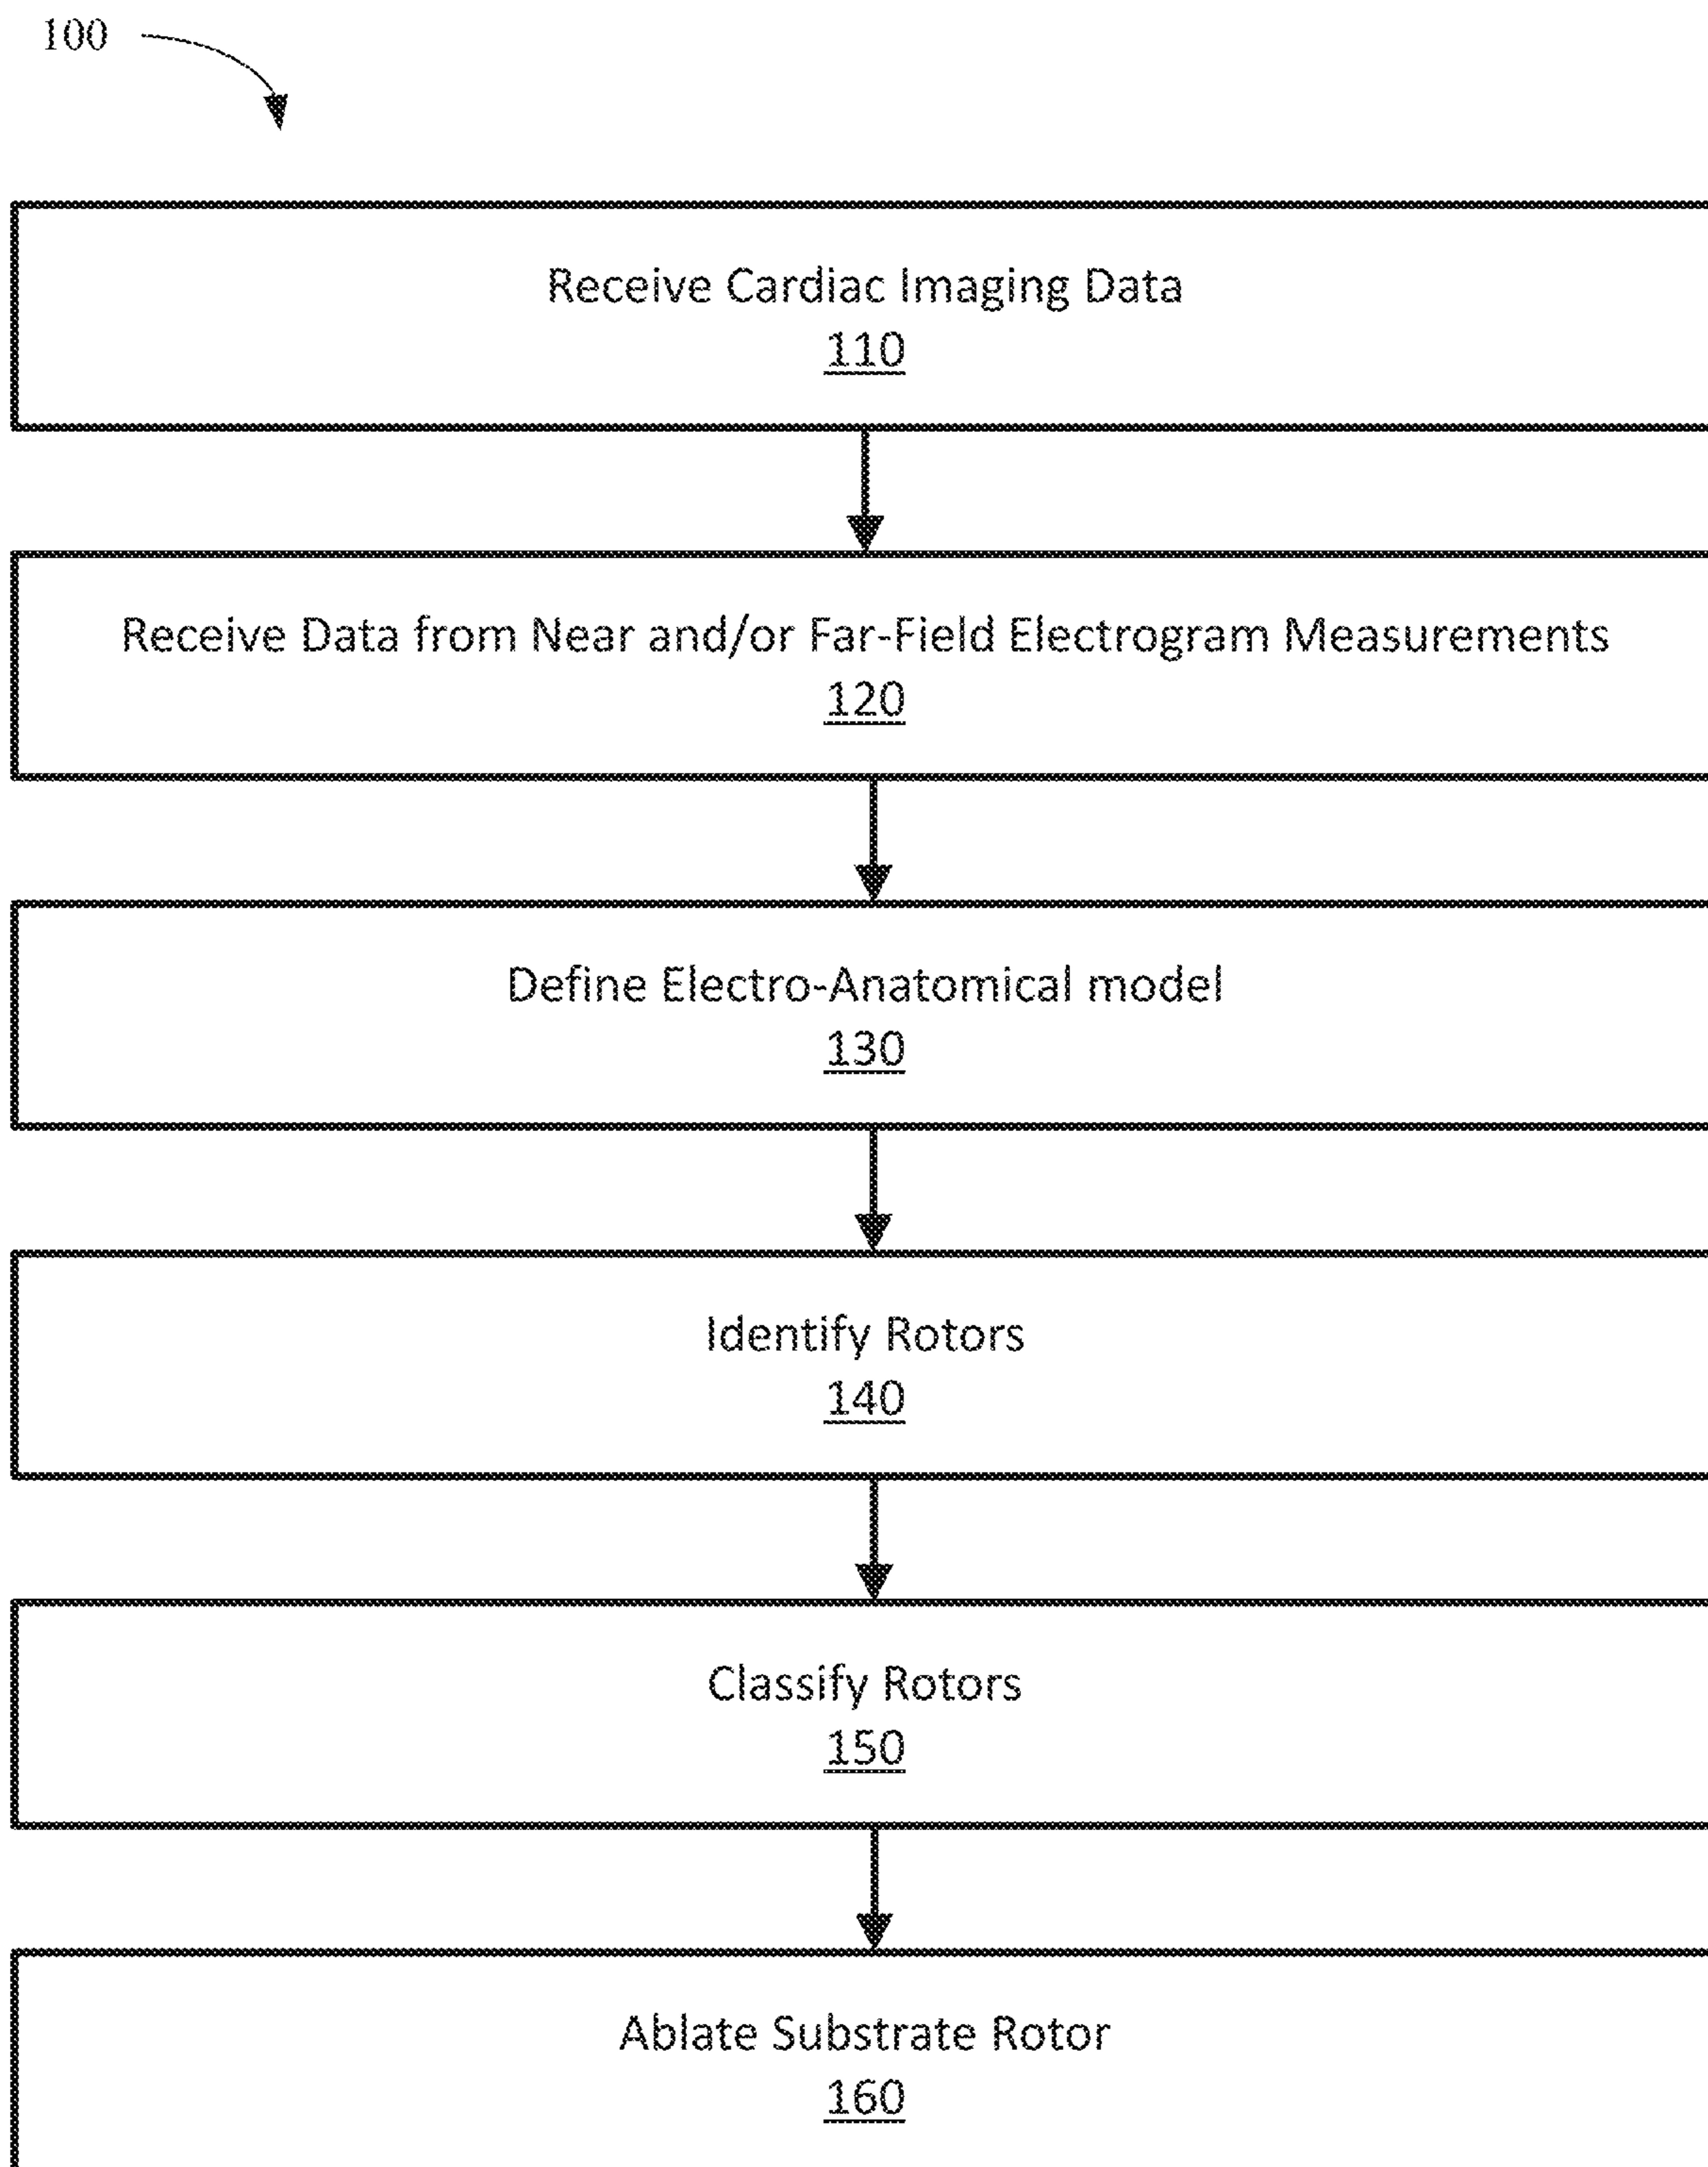 100
Receive Cardiac Imaging Data
110
Receive Data from Near and/or Far-Field Electrogram Measurements
120
Define Electro-Anatomical model
130
Identify Rotors
140
Classify Rotors
150
Ablate Substrate Rotor
160